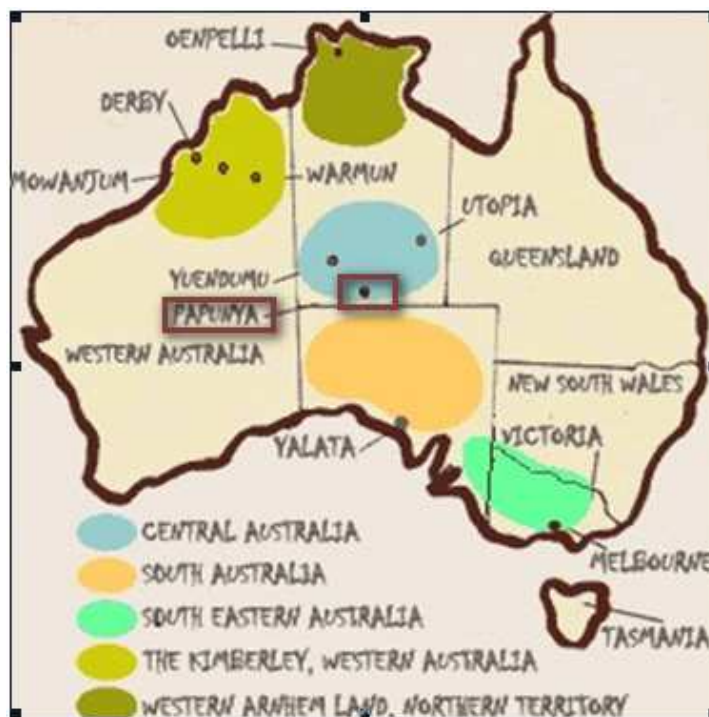 OENPELLI
DERBY
MOWANJUM
WARMUN
UTOPIA
QUEENSLAND
YUENDUMU
PAPUNYA
WESTERN AUSTRALIA
NEW SOUTH WALES
VICTORIA
YALATA
CENTRAL AUSTRALIA
MELBOURNE
SOUTH AUSTRALIA
SOUTH EASTERN AUSTRALIA
TASMANIA
THE KIMBERLEY, WESTERN AUSTRALIA
WESTERN ARNHEM LAND, NORTHERN TERRITORY